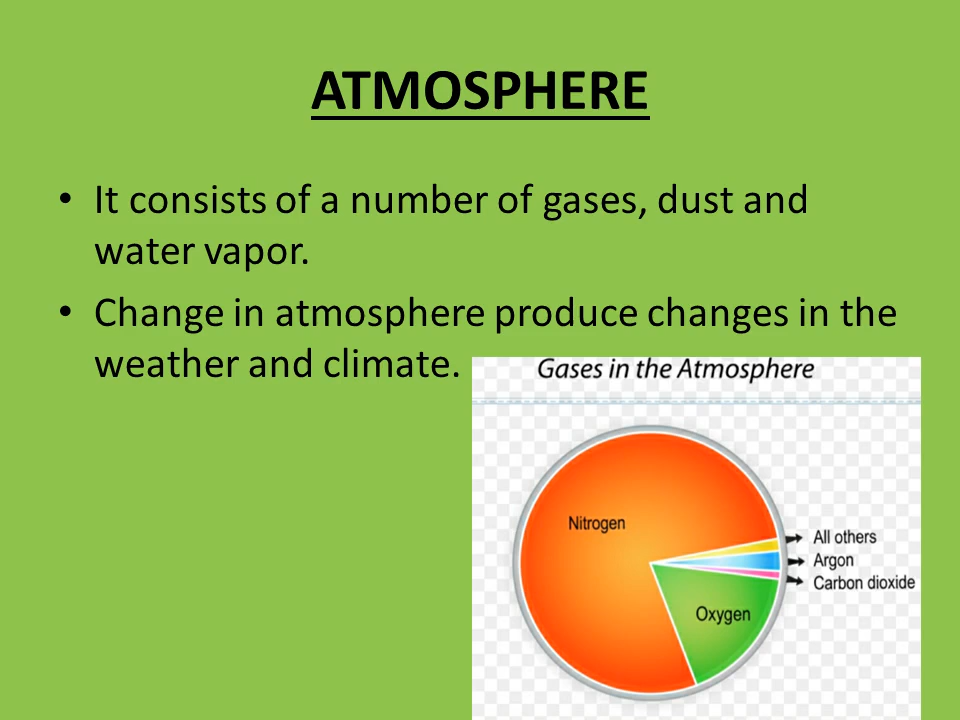 ATMOSPHERE
• It consists of a number of gases, dust and
water vapor.
• Change in atmosphere produce changes in the
weather and climate.
Gases in the Atmosphere
Nitrogen
All others
Argon
Carbon dioxide
Oxygen